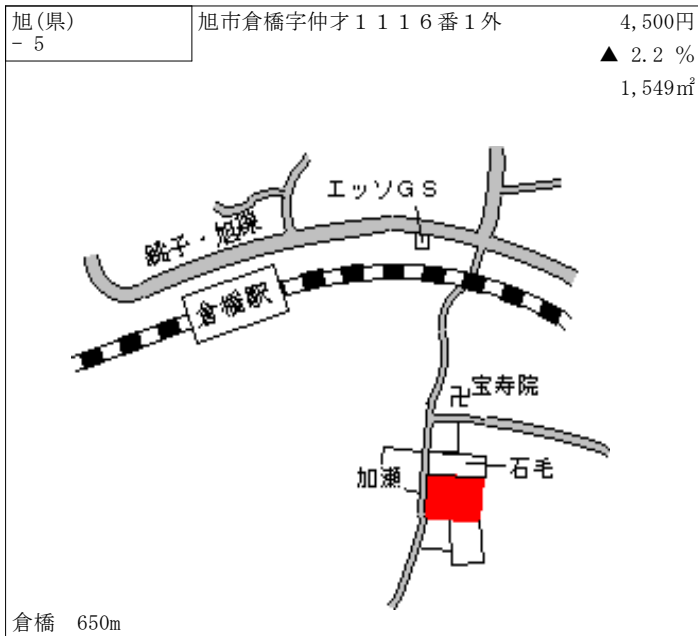 旭(県)
- 5
旭市倉橋字仲才１１１６番１外
4,500円
▲ 2.2 %
1,549㎡
エッソＧＳ
銚子・旭線
倉橋駅
卍宝寿院
石毛
加瀬
倉橋 650m